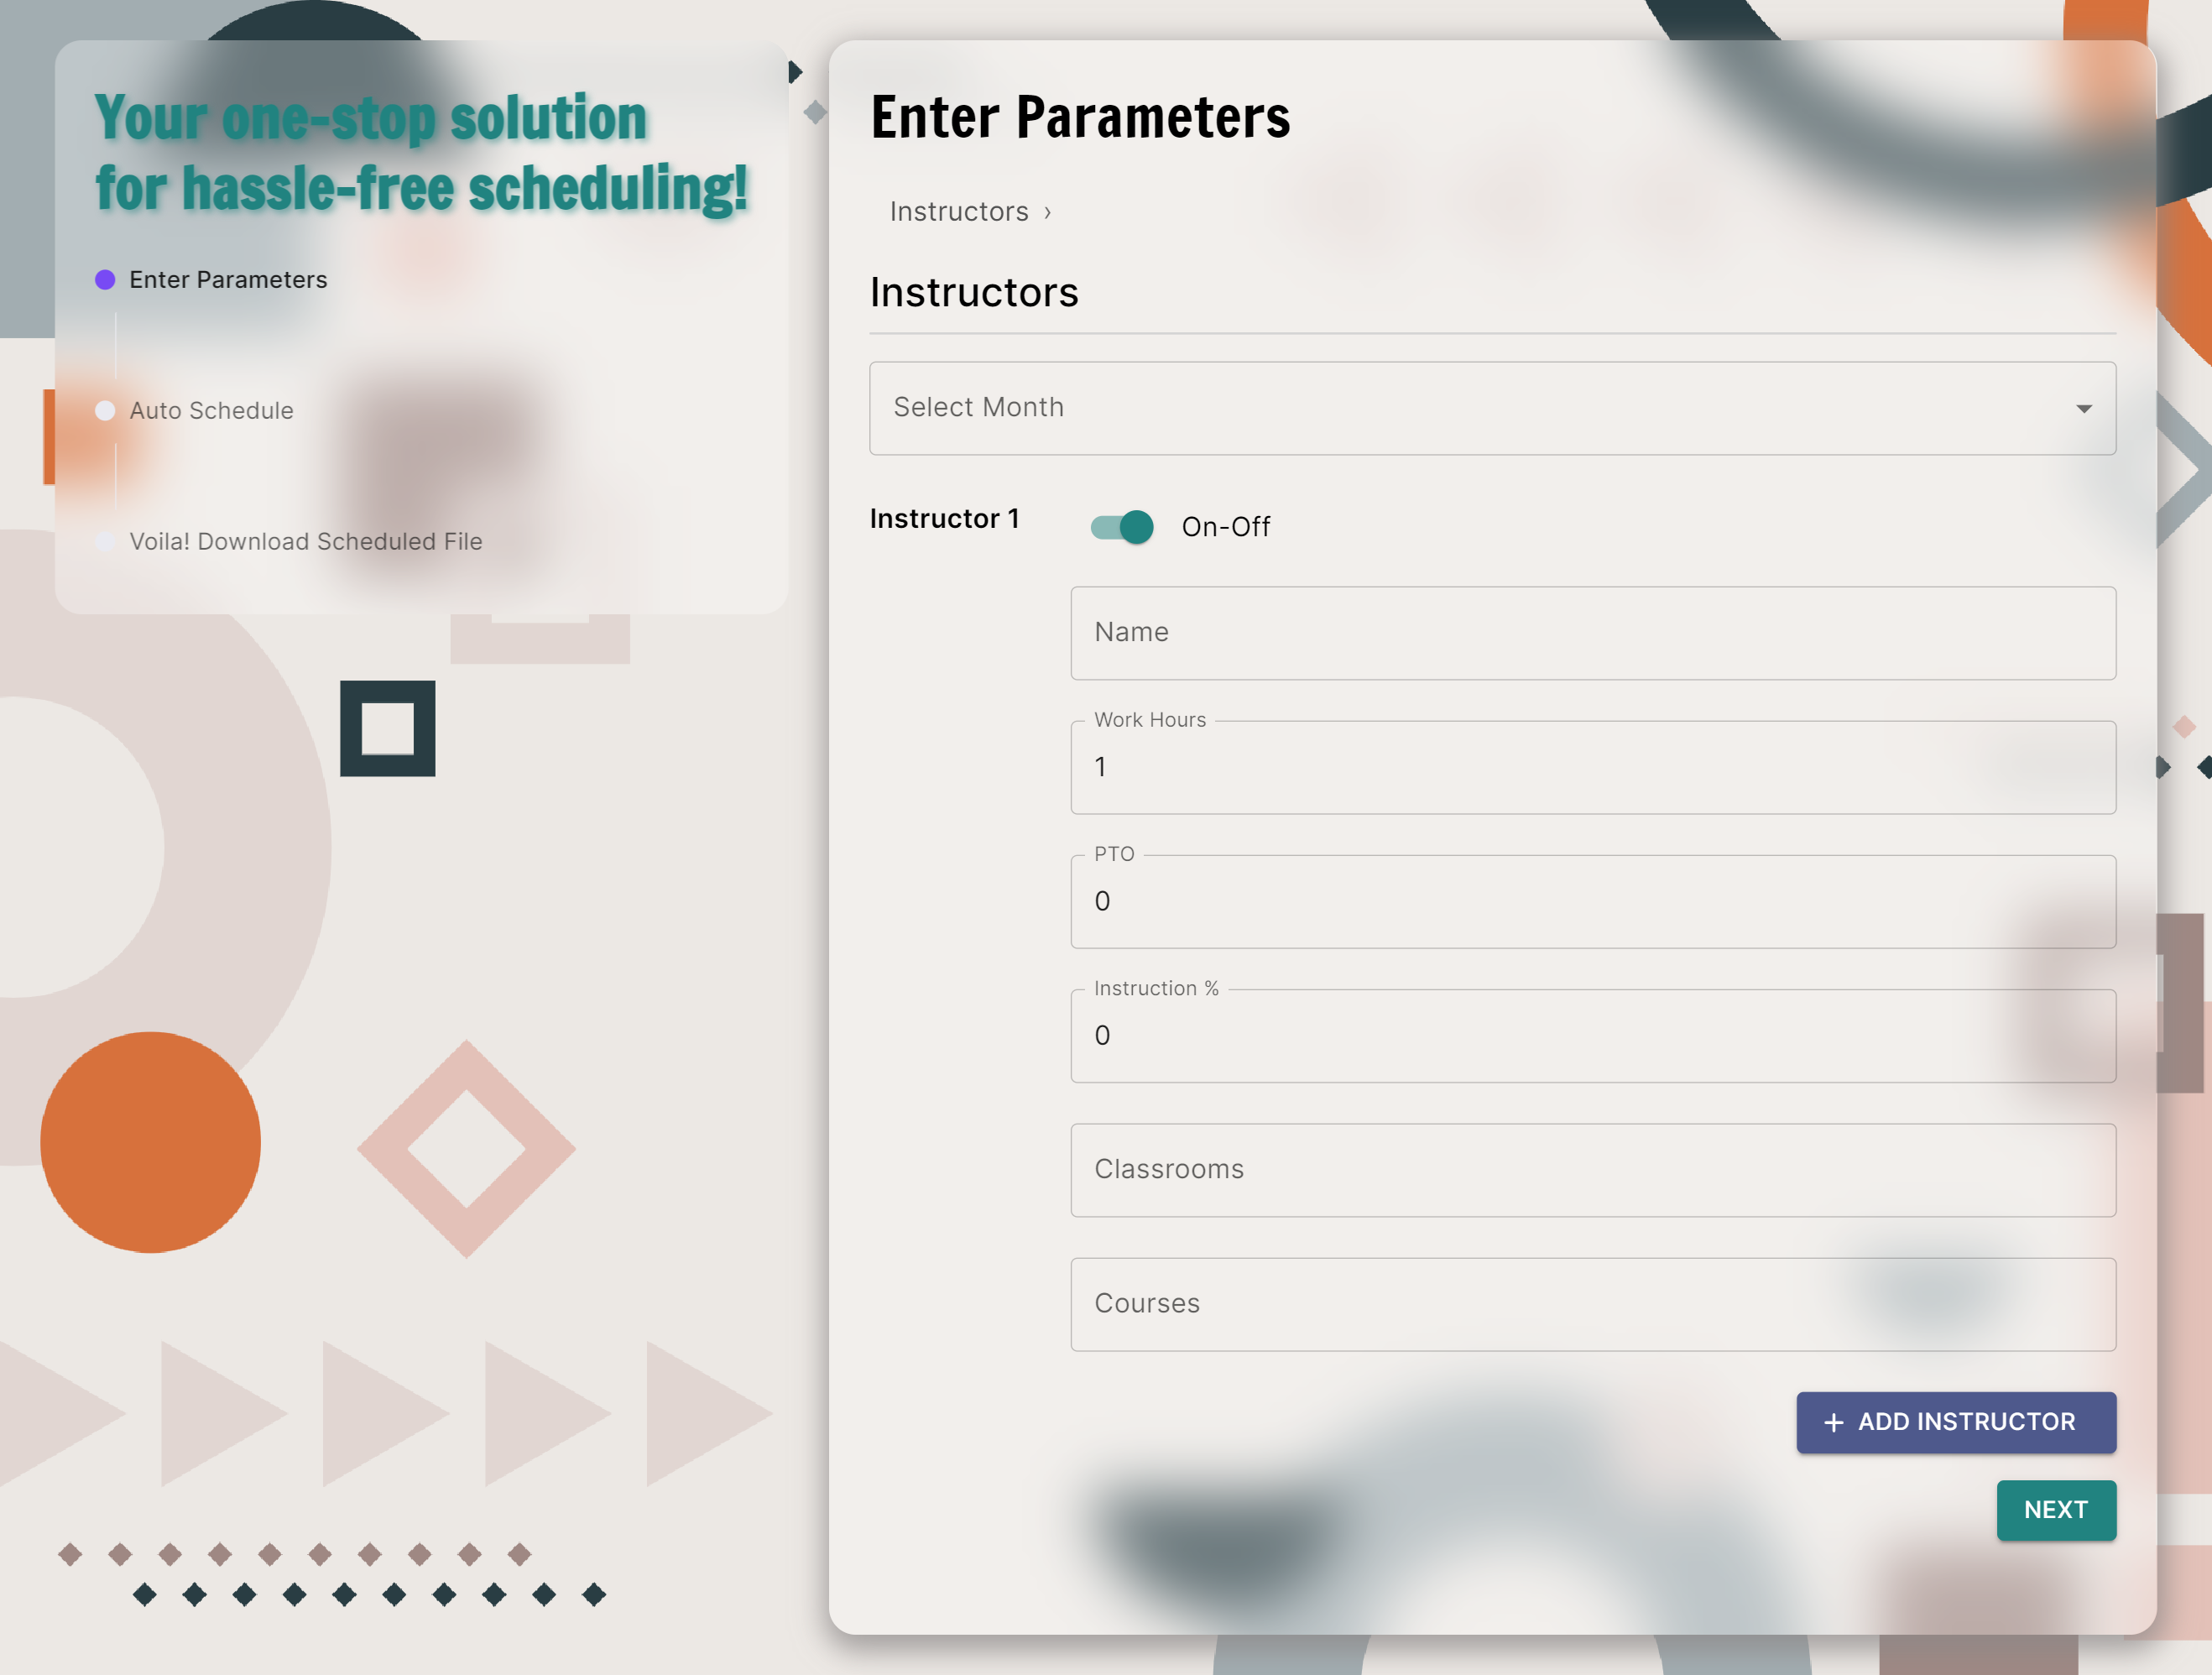 Your one-stop solution
for hassle-free scheduling!
Enter Parameters
Auto Schedule
Voila! Download Scheduled File
Enter Parameters
Instructors ›
Instructors
Select Month
Instructor 1
On-Off
Name
Work Hours
1
PTO
0
Instruction %
0
Classrooms
Courses
+ ADD INSTRUCTOR
NEXT